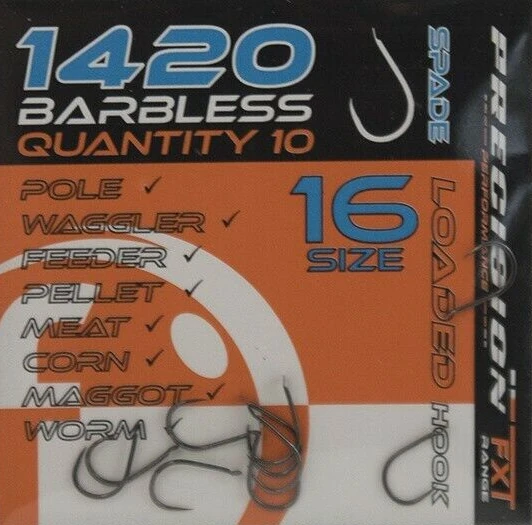 1420
BARBLESS
QUANTITY 10
POLE
WAGGLER
FEEDER
PELLET
MEAT
CORN
MAGGOT
WORM
16
SIZE
SPADE
LOADED HOOK
PRECISION
PERFORMANCE
FXT
RANGE